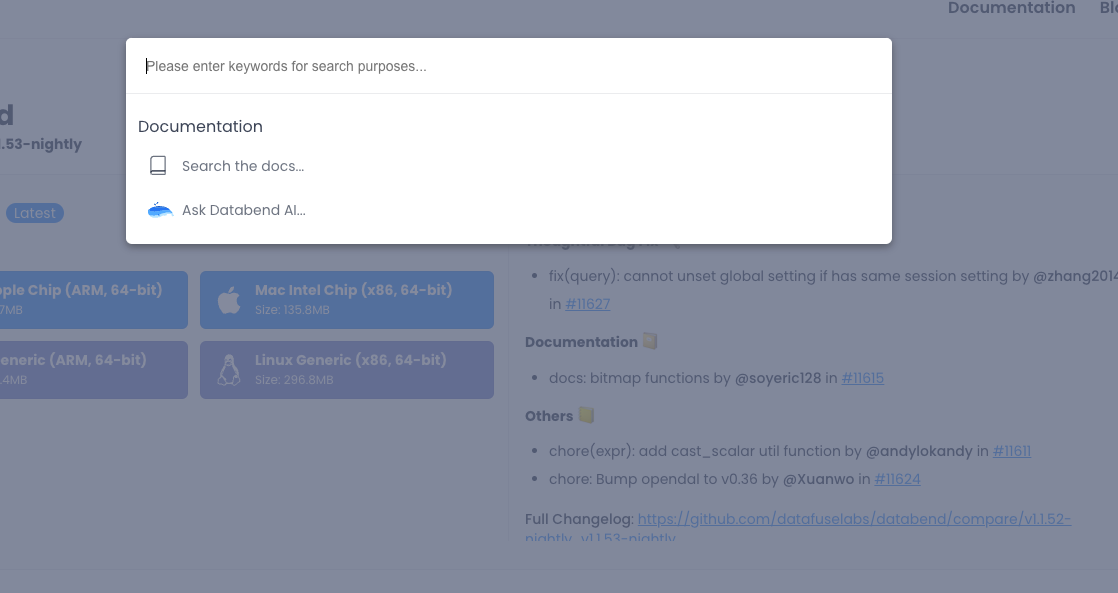 Documentation
Please enter keywords for search purposes...
Documentation
Search the docs...
Ask Databend AI...
.53-nightly
Latest
Chip (ARM, 64-bit)
7MB
Mac Intel Chip (x86, 64-bit)
Size: 135.8MB
(ARM, 64-bit)
.4MB
Linux Generic (x86, 64-bit)
Size: 296.8MB
fix(query): cannot unset global setting if has same session setting by @zhang2014
in #11627
Documentation 📔
docs: bitmap functions by @soyeric128 in #11615
Others 📒
chore(expr): add cast_scalar util function by @andylokandy in #11611
chore: Bump opendal to v0.36 by @Xuanwo in #11624
Full Changelog: https://github.com/datafuselabs/databend/compare/v1.1.52-
nightly...v1.1.53-nightly